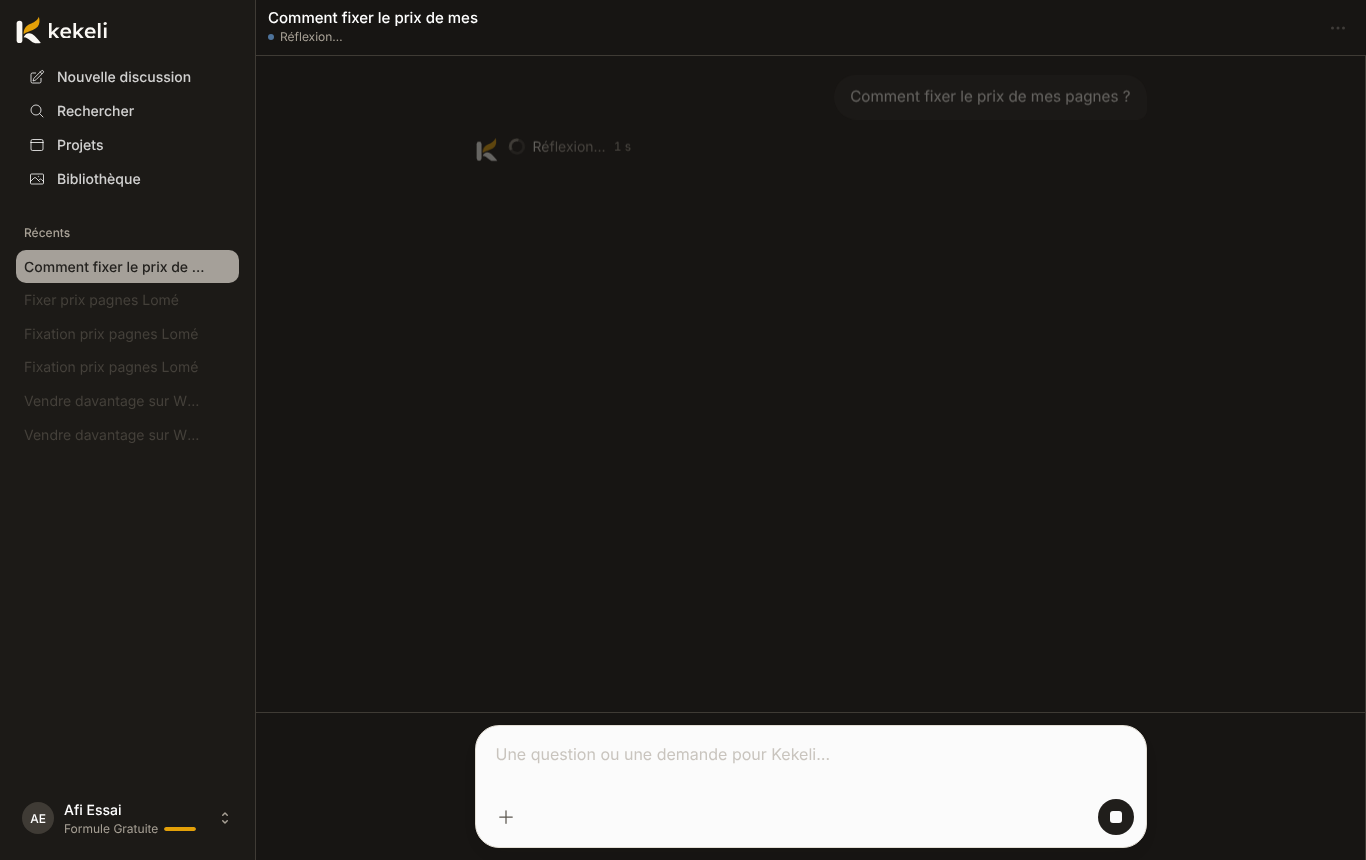 kekeli
Nouvelle discussion
Rechercher
Projets
Bibliothèque
Récents
Comment fixer le prix de ...
Fixer prix pagnes Lomé
Fixation prix pagnes Lomé
Fixation prix pagnes Lomé
Vendre davantage sur W...
Vendre davantage sur W...
AE
Afi Essai
Formule Gratuite
Comment fixer le prix de mes
Réflexion...
Comment fixer le prix de mes pagnes ?
Réflexion... 1 s
Une question ou une demande pour Kekeli...